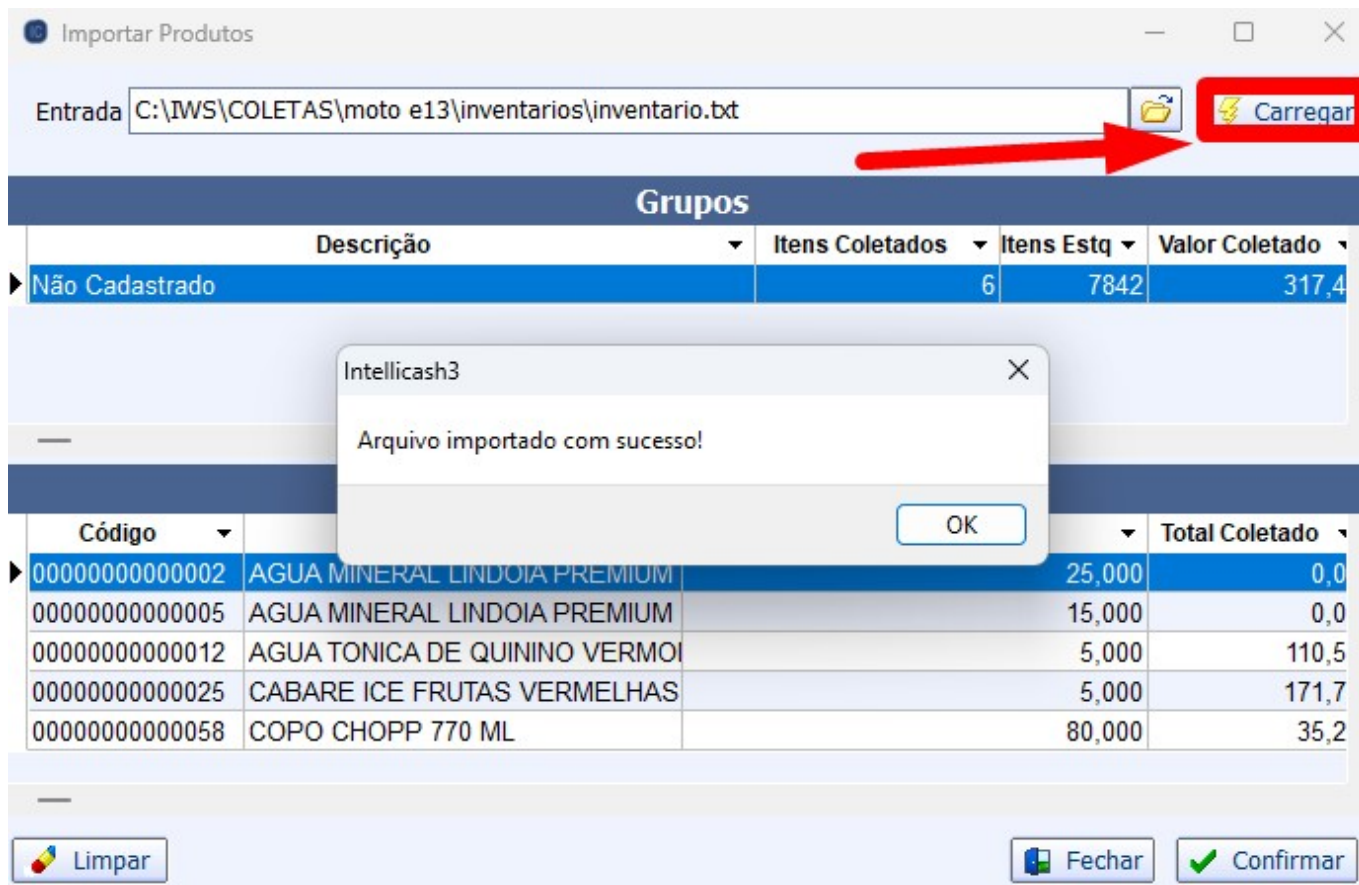 Importar Produtos
Entrada C:\IWS\COLETAS\moto e13\inventarios\inventario.txt Carregar
Grupos
Descrição Itens Coletados Itens Estq Valor Coletado
Não Cadastrado 6 7842 317,4
Intellicash3
Arquivo importado com sucesso!
OK
Código Total Coletado
00000000000002 AGUA MINERAL LINDOIA PREMIUM 25,000 0,0
00000000000005 AGUA MINERAL LINDOIA PREMIUM 15,000 0,0
00000000000012 AGUA TONICA DE QUININO VERMO 5,000 110,5
00000000000025 CABARE ICE FRUTAS VERMELHAS 5,000 171,7
00000000000058 COPO CHOPP 770 ML 80,000 35,2
Limpar Fechar Confirmar